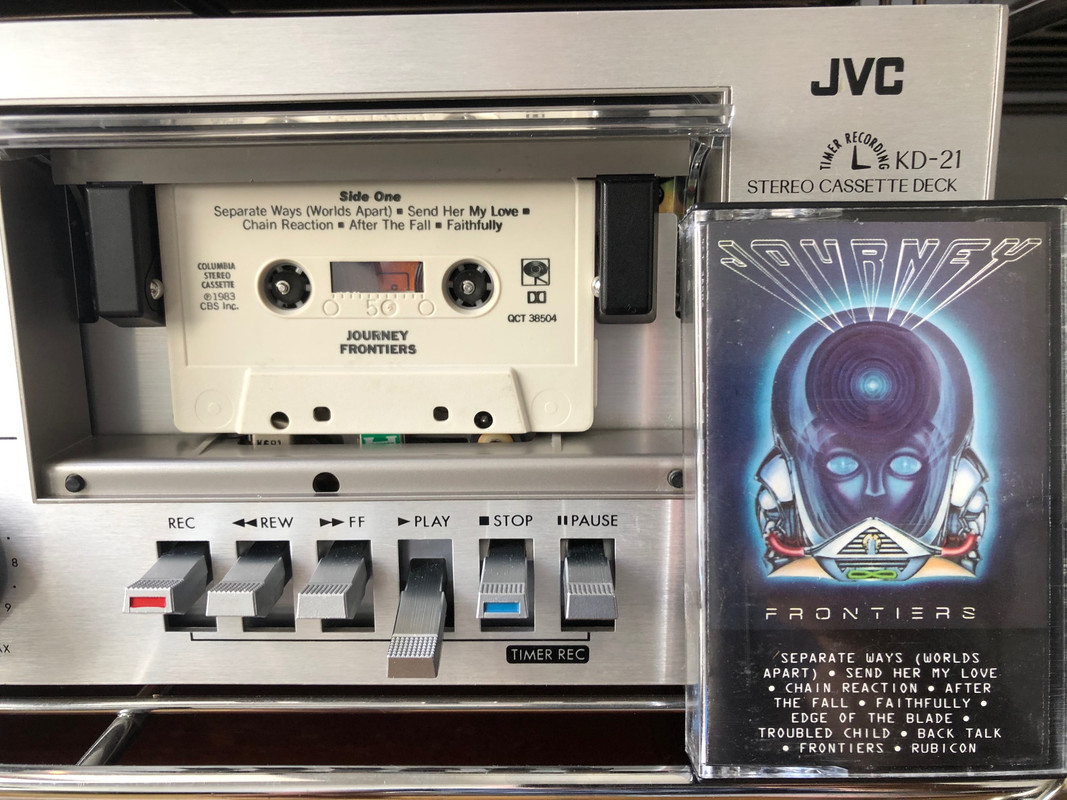 JVC
TIMER RECORDING
KD-21
STEREO CASSETTE DECK
Side One
Separate Ways (Worlds Apart) ■ Send Her My Love ■
Chain Reaction ■ After The Fall ■ Faithfully
COLUMBIA
STEREO
CASSETTE
℗1983
CBS Inc.
50
QCT 38504
JOURNEY
FRONTIERS
REC
◀◀ REW
▶▶ FF
▶ PLAY
■ STOP
▮▮ PAUSE
TIMER REC
8
9
AX
JOURNEY
FRONTIERS
SEPARATE WAYS (WORLDS
APART) • SEND HER MY LOVE
• CHAIN REACTION • AFTER
THE FALL • FAITHFULLY •
EDGE OF THE BLADE •
TROUBLED CHILD • BACK TALK
• FRONTIERS • RUBICON